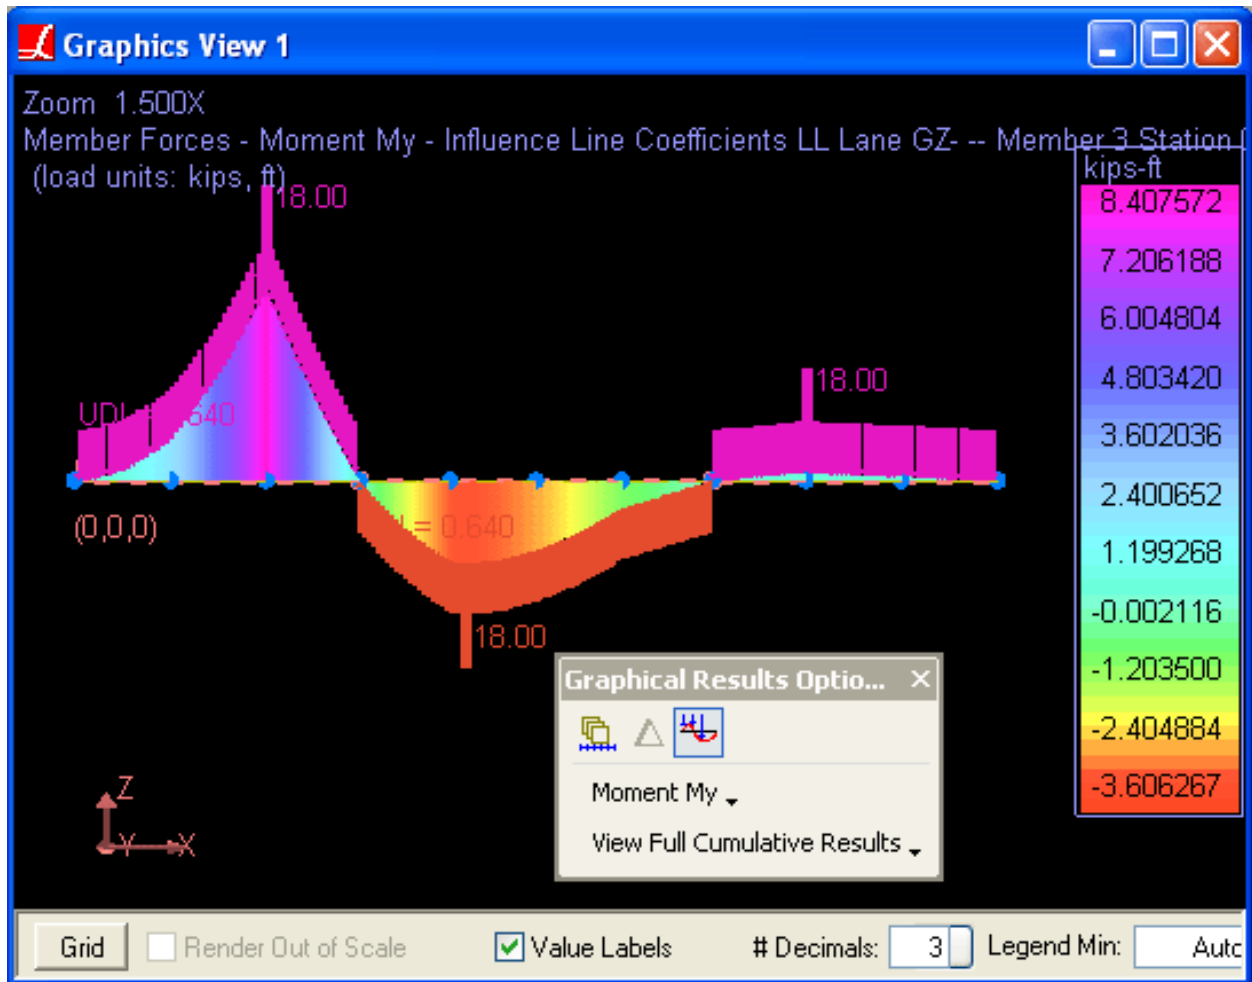 Graphics View 1
Zoom 1.500X
Member Forces - Moment My - Influence Line Coefficients LL Lane GZ- -- Member 3 Station
(load units: kips, ft)
kips-ft
18.00
8.407572
7.206188
6.004804
4.803420
3.602036
2.400652
1.199268
-0.002116
-1.203500
-2.404884
-3.606267
18.00
(0,0,0)
= 0.640
18.00
Graphical Results Optio...
Moment My
View Full Cumulative Results
Z
Y
X
Grid
Render Out of Scale
Value Labels
# Decimals:
3
Legend Min:
Auto